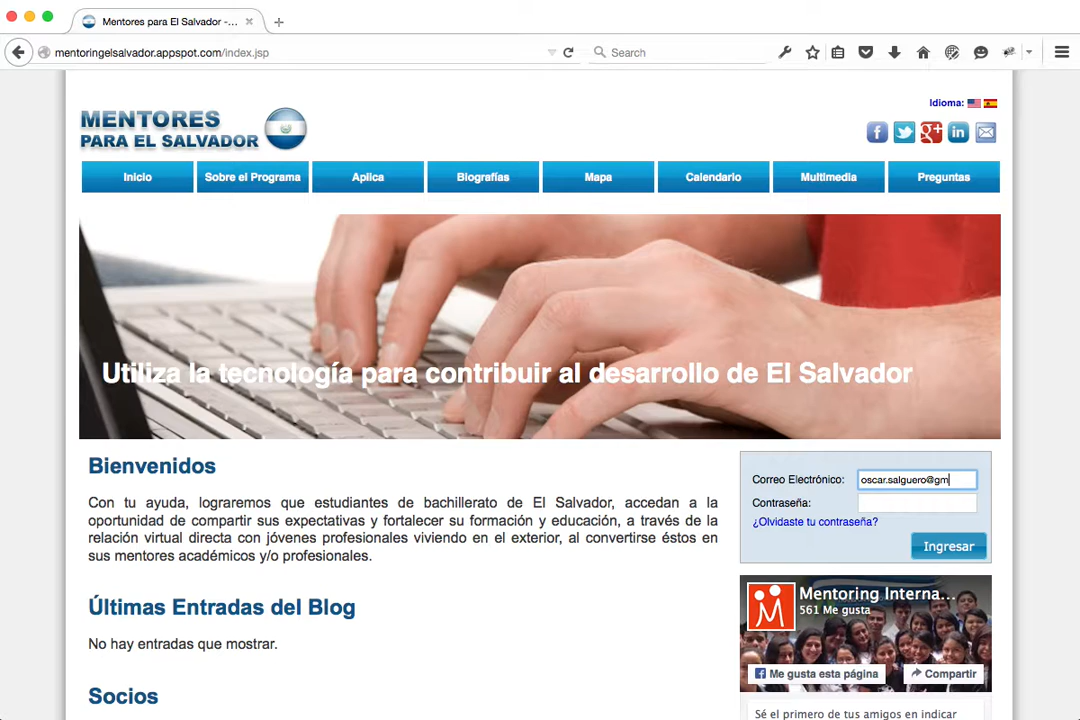 Mentores para El Salvador -...
mentoringelsalvador.appspot.com/index.jsp
Search
Idioma:
MENTORES
PARA EL SALVADOR
Inicio
Sobre el Programa
Aplica
Biografías
Mapa
Calendario
Multimedia
Preguntas
Utiliza la tecnología para contribuir al desarrollo de El Salvador
Bienvenidos
Con tu ayuda, lograremos que estudiantes de bachillerato de El Salvador, accedan a la
oportunidad de compartir sus expectativas y fortalecer su formación y educación, a través de la
relación virtual directa con jóvenes profesionales viviendo en el exterior, al convertirse éstos en
sus mentores académicos y/o profesionales.
Últimas Entradas del Blog
No hay entradas que mostrar.
Socios
Correo Electrónico: oscar.salguero@gm
Contraseña:
¿Olvidaste tu contraseña?
Ingresar
Mentoring Interna...
561 Me gusta
Me gusta esta página
Compartir
Sé el primero de tus amigos en indicar